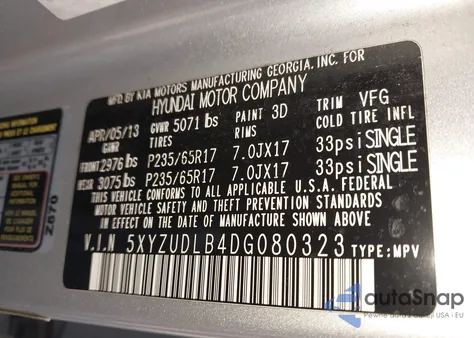 MFD BY KIA MOTORS MANUFACTURING GEORGIA, INC. FOR
HYUNDAI MOTOR COMPANY
APR/05/13 GVWR 5071 lbs PAINT 3D TRIM VFG
GAWR TIRES RIMS COLD TIRE INFL
FRONT 2976 lbs P235/65R17 7.0JX17 33psi SINGLE
REAR 3075 lbs P235/65R17 7.0JX17 33psi SINGLE
THIS VEHICLE CONFORMS TO ALL APPLICABLE U.S.A. FEDERAL
MOTOR VEHICLE SAFETY AND THEFT PREVENTION STANDARDS
IN EFFECT ON THE DATE OF MANUFACTURE SHOWN ABOVE
V.I.N 5XYZUDLB4DG080323 TYPE: MPV
Z670
autoSnap